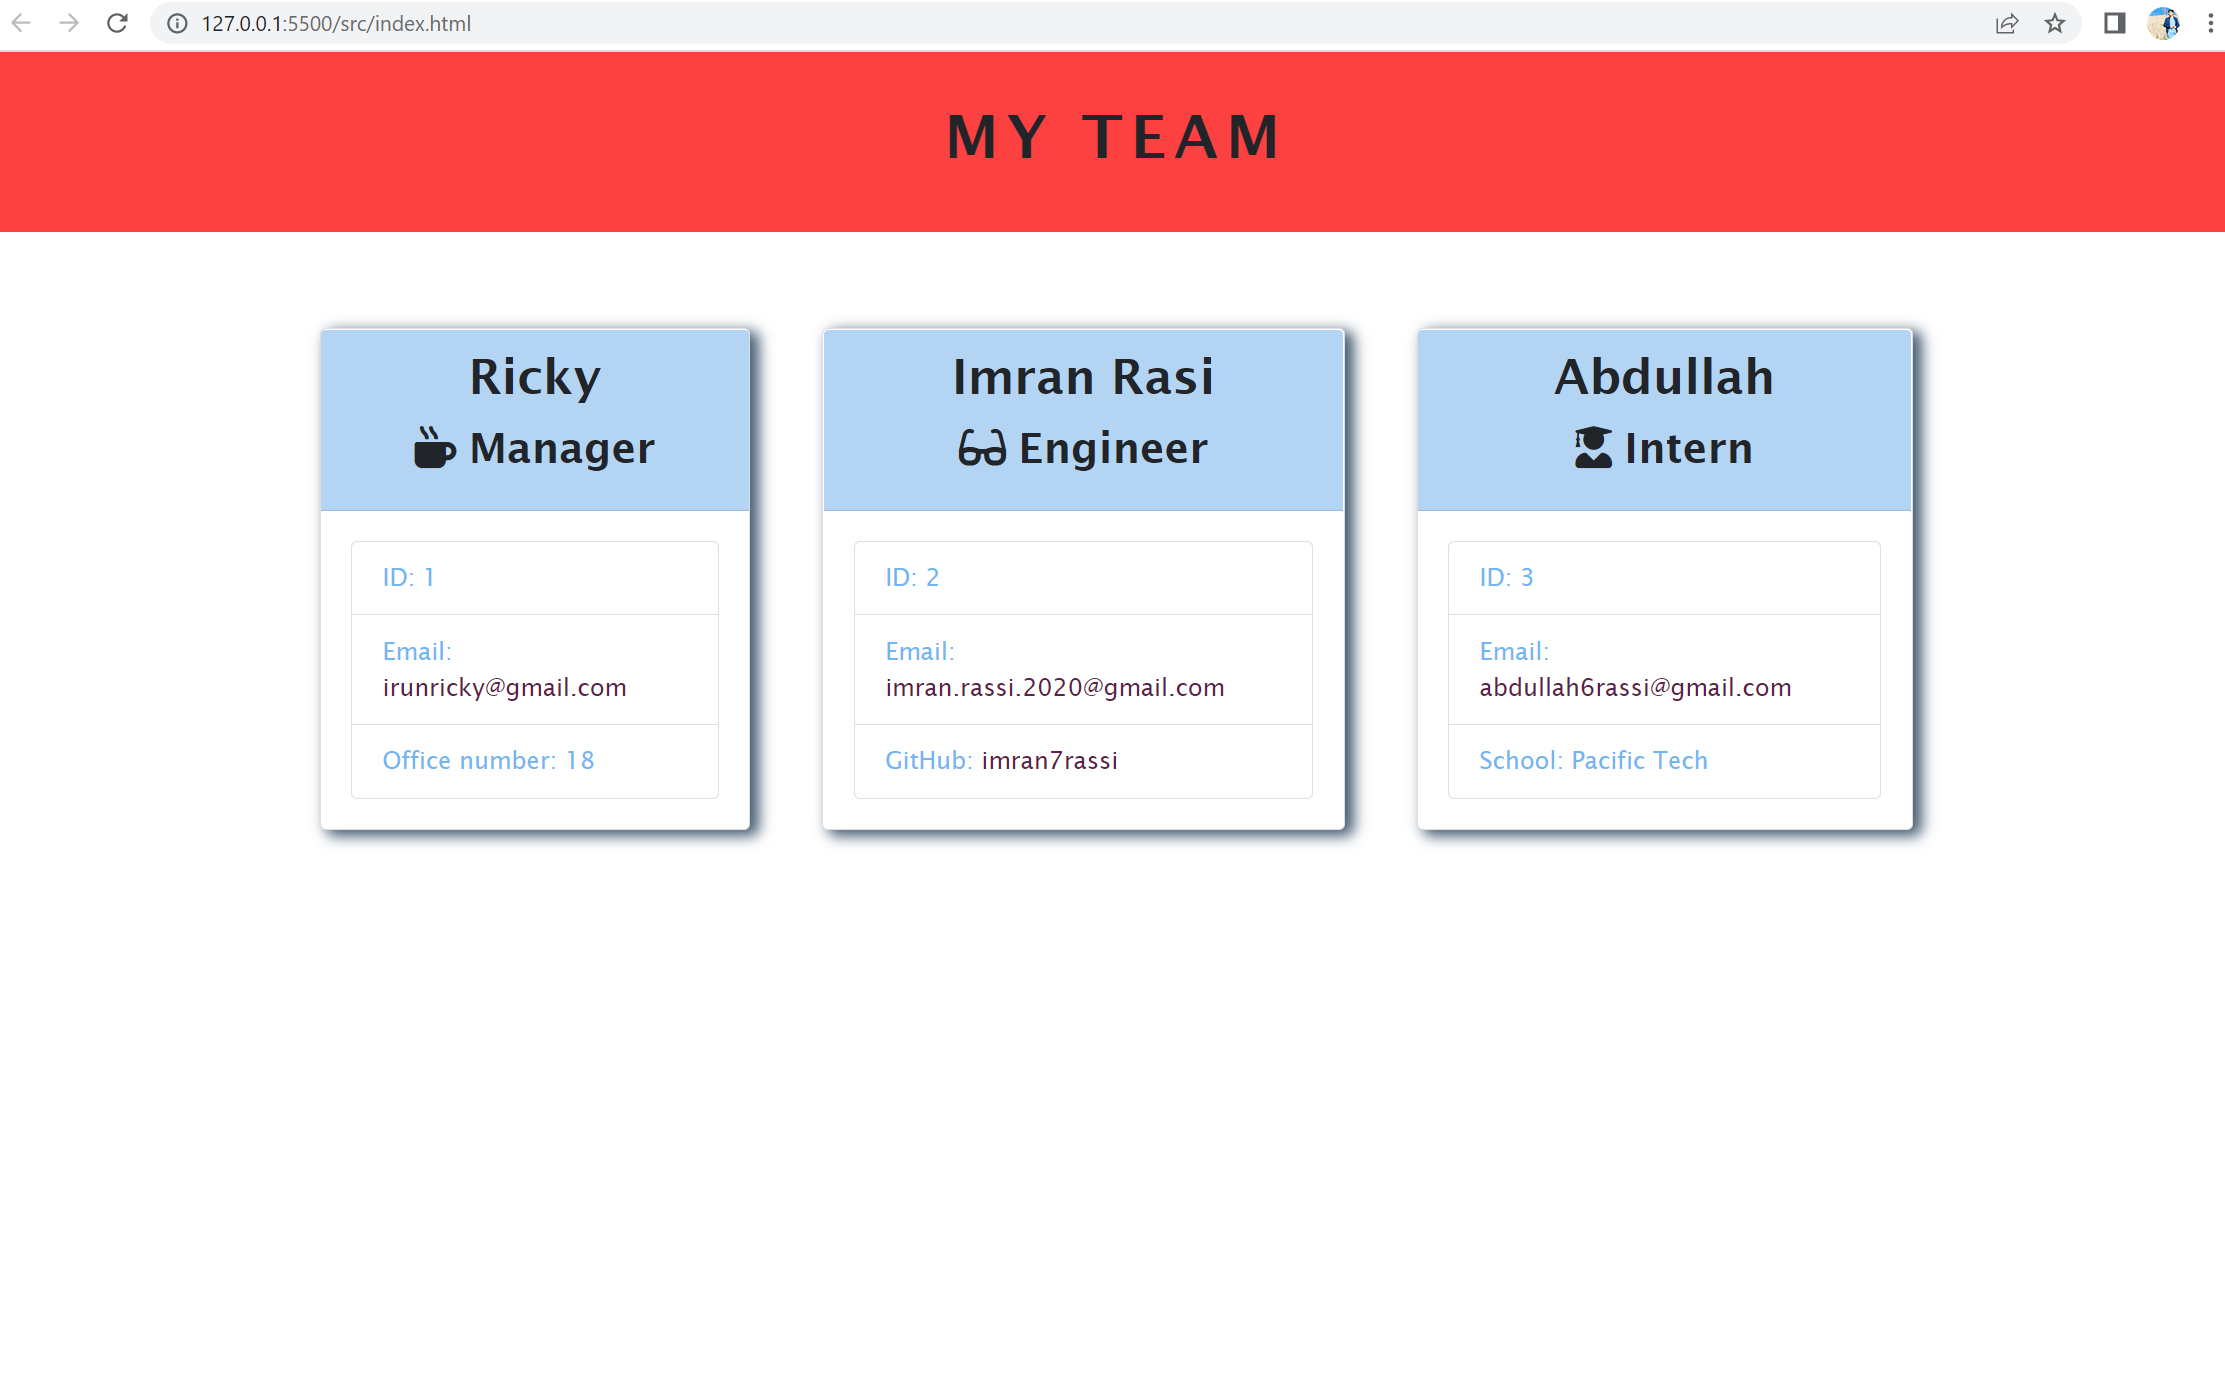 127.0.0.1:5500/src/index.html
MY TEAM
Ricky
Manager
ID: 1
Email:
irunricky@gmail.com
Office number: 18
Imran Rasi
Engineer
ID: 2
Email:
imran.rassi.2020@gmail.com
GitHub: imran7rassi
Abdullah
Intern
ID: 3
Email:
abdullah6rassi@gmail.com
School: Pacific Tech